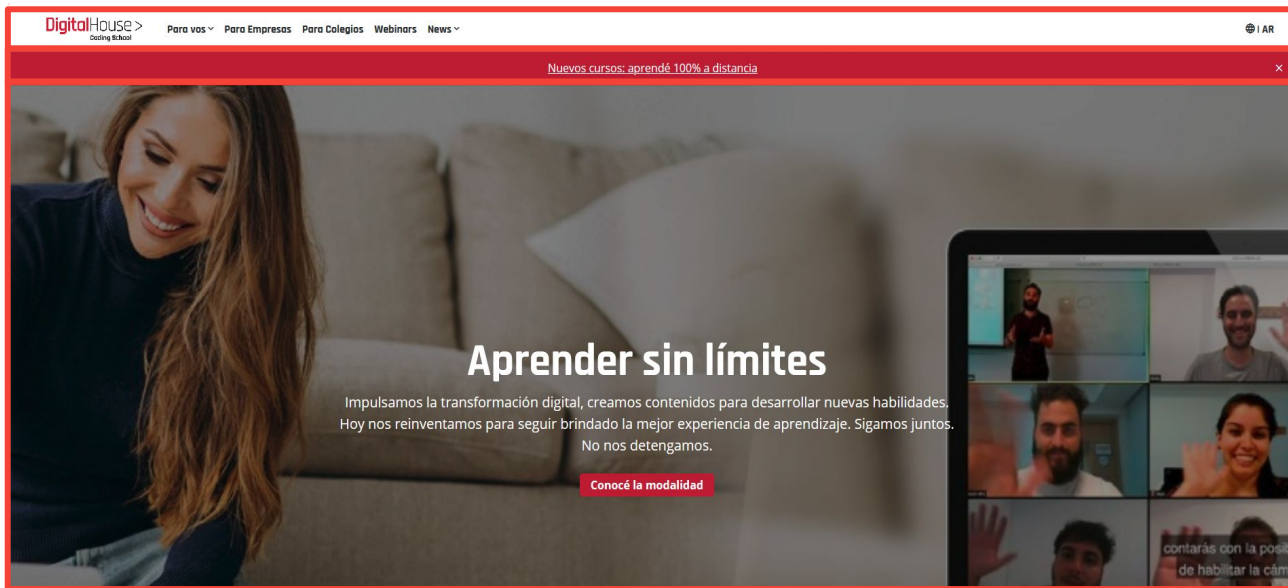 DigitalHouse>
Coding School
Para vos Para Empresas Para Colegios Webinars News
| AR
Nuevos cursos: aprendé 100% a distancia
×
Aprender sin límites
Impulsamos la transformación digital, creamos contenidos para desarrollar nuevas habilidades.
Hoy nos reinventamos para seguir brindado la mejor experiencia de aprendizaje. Sigamos juntos.
No nos detengamos.
Conocé la modalidad
contarás con la posib
de habilitar la cám